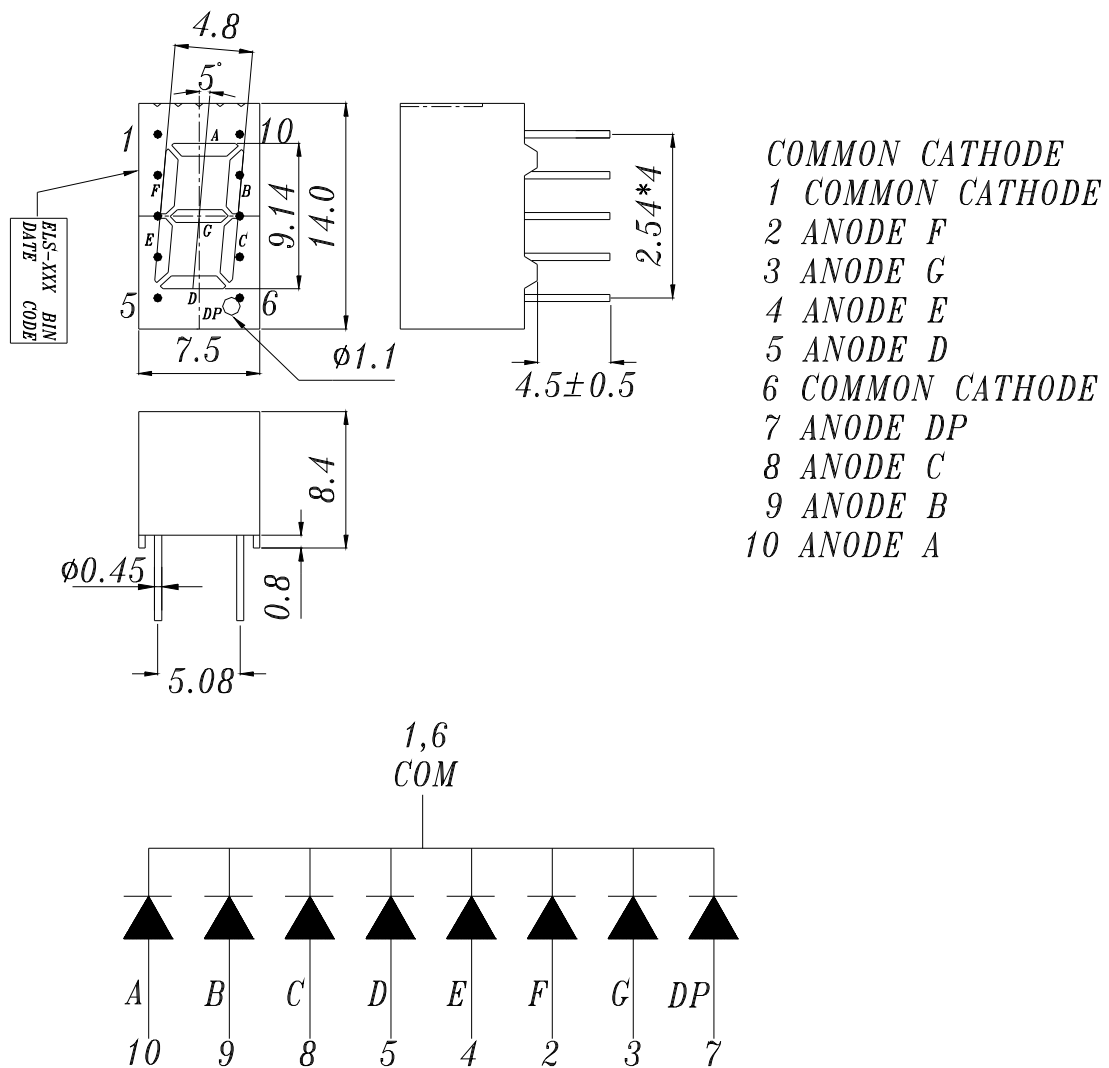 4.8
5°
1
10
A
F
B
G
E
C
D
DP
5
6
9.14
14.0
7.5
ø1.1
ELS-XXX BIN
DATE CODE
2.54*4
4.5±0.5
COMMON CATHODE
1 COMMON CATHODE
2 ANODE F
3 ANODE G
4 ANODE E
5 ANODE D
6 COMMON CATHODE
7 ANODE DP
8 ANODE C
9 ANODE B
10 ANODE A
8.4
ø0.45
0.8
5.08
1,6
COM
A B C D E F G DP
10 9 8 5 4 2 3 7